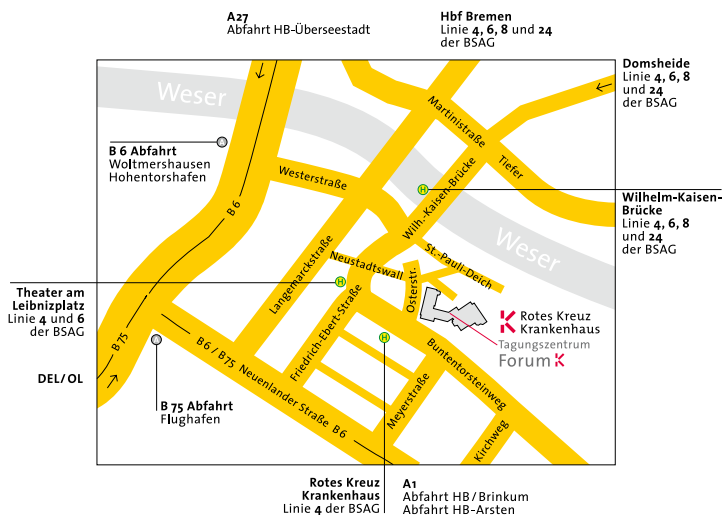 A27
Abfahrt HB-Überseestadt
Hbf Bremen
Linie 4, 6, 8 und 24
der BSAG
Domsheide
Linie 4, 6, 8
und 24
der BSAG
Weser
Martinistraße
Tiefer
B 6 Abfahrt
Woltmershausen
Hohentorshafen
Westerstraße
Wilh.-Kaisen-Brücke
H
Wilhelm-Kaisen-
Brücke
Linie 4, 6, 8
und 24
der BSAG
B 6
Weser
St.-Pauli-Deich
Neustadtswall
Langemarckstraße
Osterstr.
Theater am
Leibnizplatz
Linie 4 und 6
der BSAG
H
Friedrich-Ebert-Straße
Rotes Kreuz
Krankenhaus
Tagungszentrum
Forum K
H
B 75
B6 / B75 Neuenlander Straße B 6
Buntentorsteinweg
Meyerstraße
Kirchweg
DEL/OL
B 75 Abfahrt
Flughafen
Rotes Kreuz
Krankenhaus
Linie 4 der BSAG
A1
Abfahrt HB/Brinkum
Abfahrt HB-Arsten